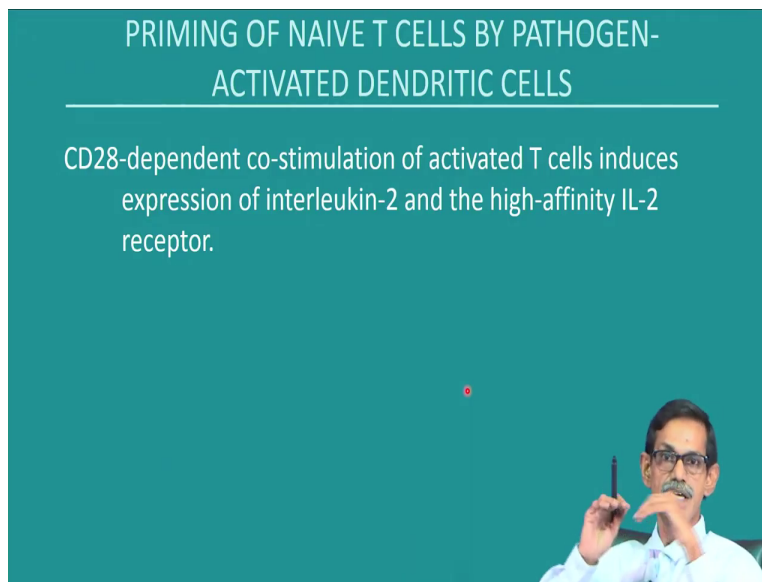 PRIMING OF NAIVE T CELLS BY PATHOGEN-
ACTIVATED DENDRITIC CELLS
CD28-dependent co-stimulation of activated T cells induces
expression of interleukin-2 and the high-affinity IL-2
receptor.